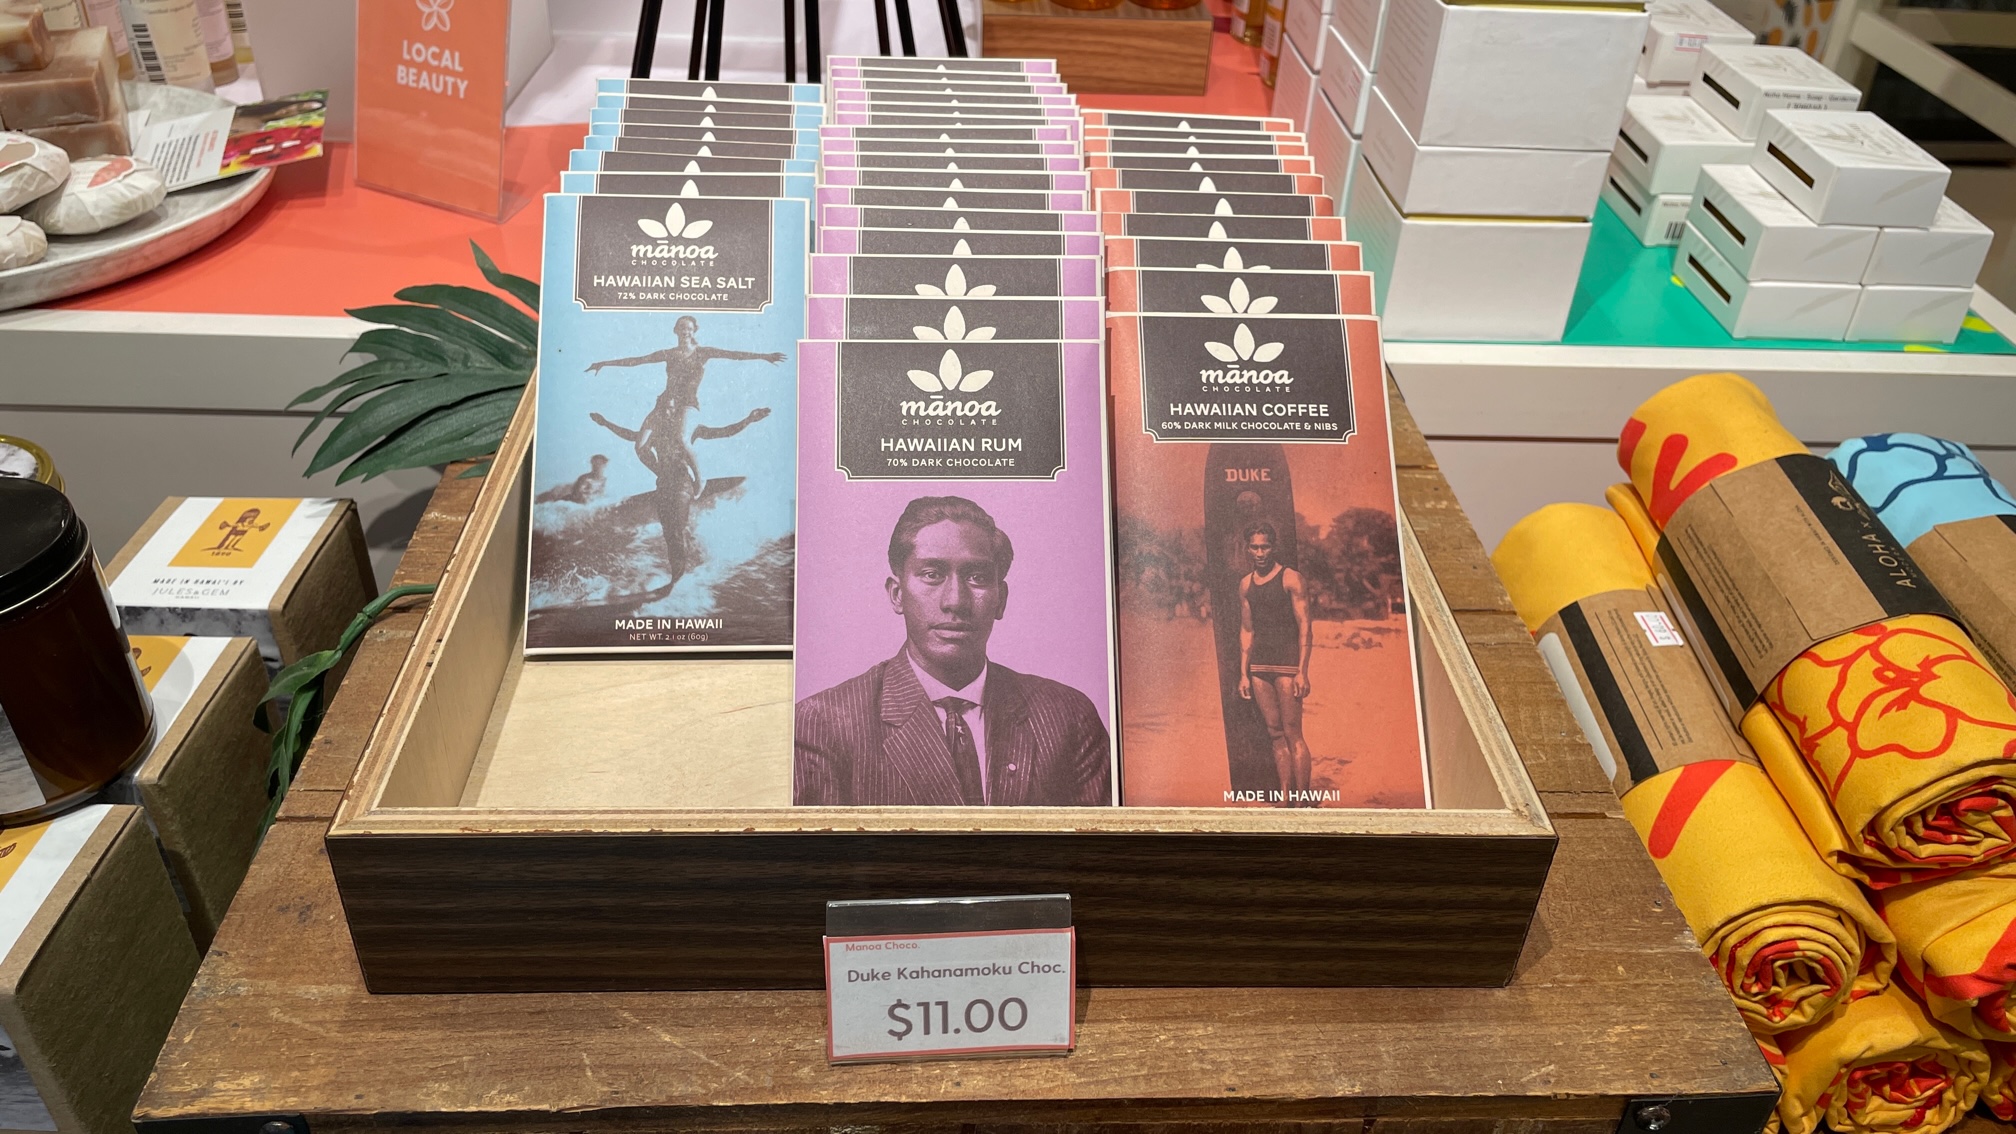 LOCAL
BEAUTY
mānoa
CHOCOLATE
HAWAIIAN SEA SALT
72% DARK CHOCOLATE
MADE IN HAWAII
NET WT. 2.1 OZ (60g)
mānoa
CHOCOLATE
HAWAIIAN RUM
70% DARK CHOCOLATE
mānoa
CHOCOLATE
HAWAIIAN COFFEE
60% DARK MILK CHOCOLATE & NIBS
DUKE
MADE IN HAWAII
MADE IN HAWAI'I BY
JULES & GEM
HAWAII
ALOHA X
Manoa Choco.
Duke Kahanamoku Choc.
$11.00